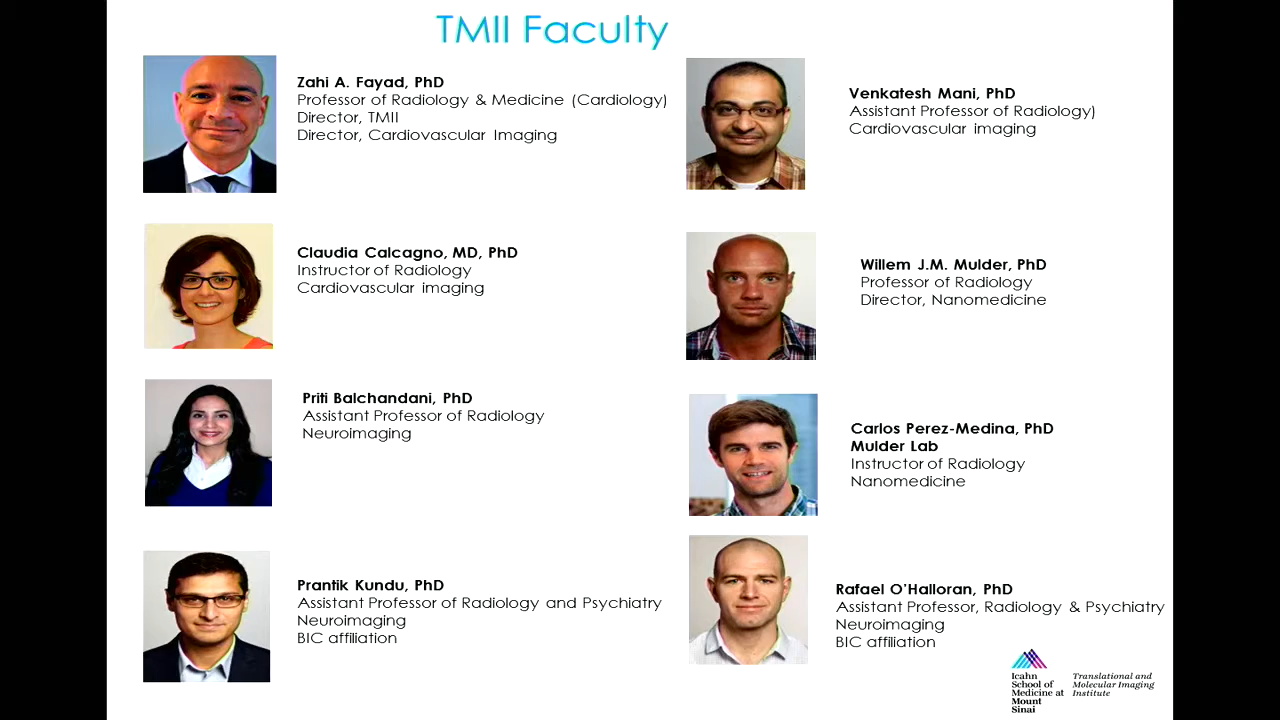 TMII Faculty
Zahi A. Fayad, PhD
Professor of Radiology & Medicine (Cardiology)
Director, TMII
Director, Cardiovascular Imaging
Venkatesh Mani, PhD
Assistant Professor of Radiology)
Cardiovascular imaging
Claudia Calcagno, MD, PhD
Instructor of Radiology
Cardiovascular imaging
Willem J.M. Mulder, PhD
Professor of Radiology
Director, Nanomedicine
Priti Balchandani, PhD
Assistant Professor of Radiology
Neuroimaging
Carlos Perez-Medina, PhD
Mulder Lab
Instructor of Radiology
Nanomedicine
Prantik Kundu, PhD
Assistant Professor of Radiology and Psychiatry
Neuroimaging
BIC affiliation
Rafael O'Halloran, PhD
Assistant Professor, Radiology & Psychiatry
Neuroimaging
BIC affiliation
Icahn
School of
Medicine at
Mount
Sinai
Translational and
Molecular Imaging
Institute